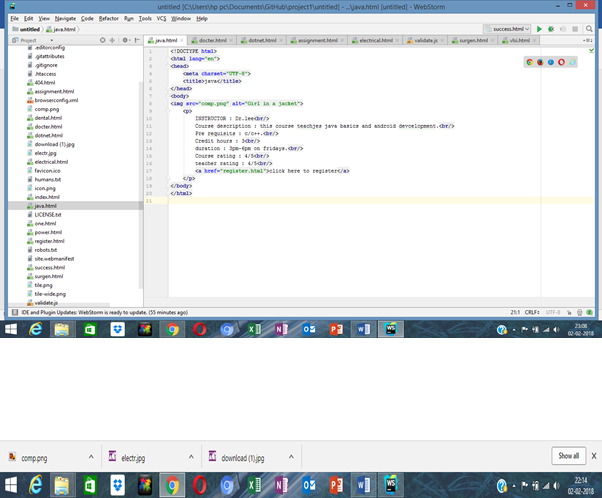 untitled [C:\Users\hp pc\Documents\GitHub\project1\untitled] - ...\java.html [untitled] - WebStorm
File Edit View Navigate Code Refactor Run Tools VCS Window Help
untitled java.html
success.html
Project
java.html docter.html dotnet.html assignment.html electrical.html validate.js surgen.html vlsi.html
.editorconfig
.gitattributes
.gitignore
.htaccess
404.html
assignment.html
browserconfig.xml
comp.png
dental.html
docter.html
dotnet.html
download (1).jpg
electr.jpg
electrical.html
favicon.ico
humans.txt
icon.png
index.html
java.html
LICENSE.txt
one.html
power.html
register.html
robots.txt
site.webmanifest
success.html
surgen.html
tile.png
tile-wide.png
validate.js
1 <!DOCTYPE html>
2 <html lang="en">
3 <head>
4 <meta charset="UTF-8">
5 <title>java</title>
6 </head>
7 <body>
8 <img src="comp.png" alt="Girl in a jacket">
9 <p>
10 INSTRUCTOR : Dr.lee<br/>
11 Course description : this course teachjes java basics and android devcelopment.<br/>
12 Pre requisits : c/c++.<br/>
13 Credit hours : 3<br/>
14 duration : 3pm-6pm on fridays.<br/>
15 Course rating : 4/5<br/>
16 teacher rating : 4/5<br/>
17 <a href="register.html">click here to register</a>
18 </p>
19 </body>
20 </html>
21
IDE and Plugin Updates: WebStorm is ready to update. (55 minutes ago)
21:1 CRLF÷ UTF-8
23:08
02-02-2018
comp.png
electr.jpg
download (1).jpg
Show all X
22:14
02-02-2018